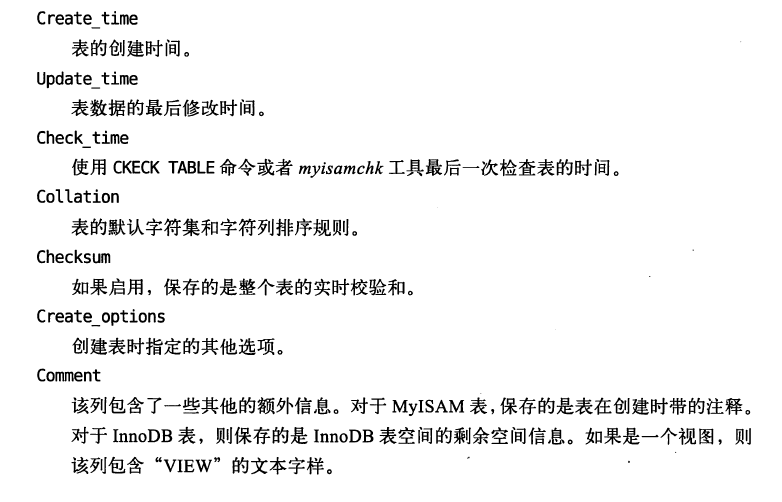 Create_time
表的创建时间。
Update_time
表数据的最后修改时间。
Check_time
使用 CKECK TABLE 命令或者 myisamchk 工具最后一次检查表的时间。
Collation
表的默认字符集和字符列排序规则。
Checksum
如果启用，保存的是整个表的实时校验和。
Create_options
创建表时指定的其他选项。
Comment
该列包含了一些其他的额外信息。对于 MyISAM 表，保存的是表在创建时带的注释。
对于 InnoDB 表，则保存的是 InnoDB 表空间的剩余空间信息。如果是一个视图，则
该列包含“VIEW”的文本字样。